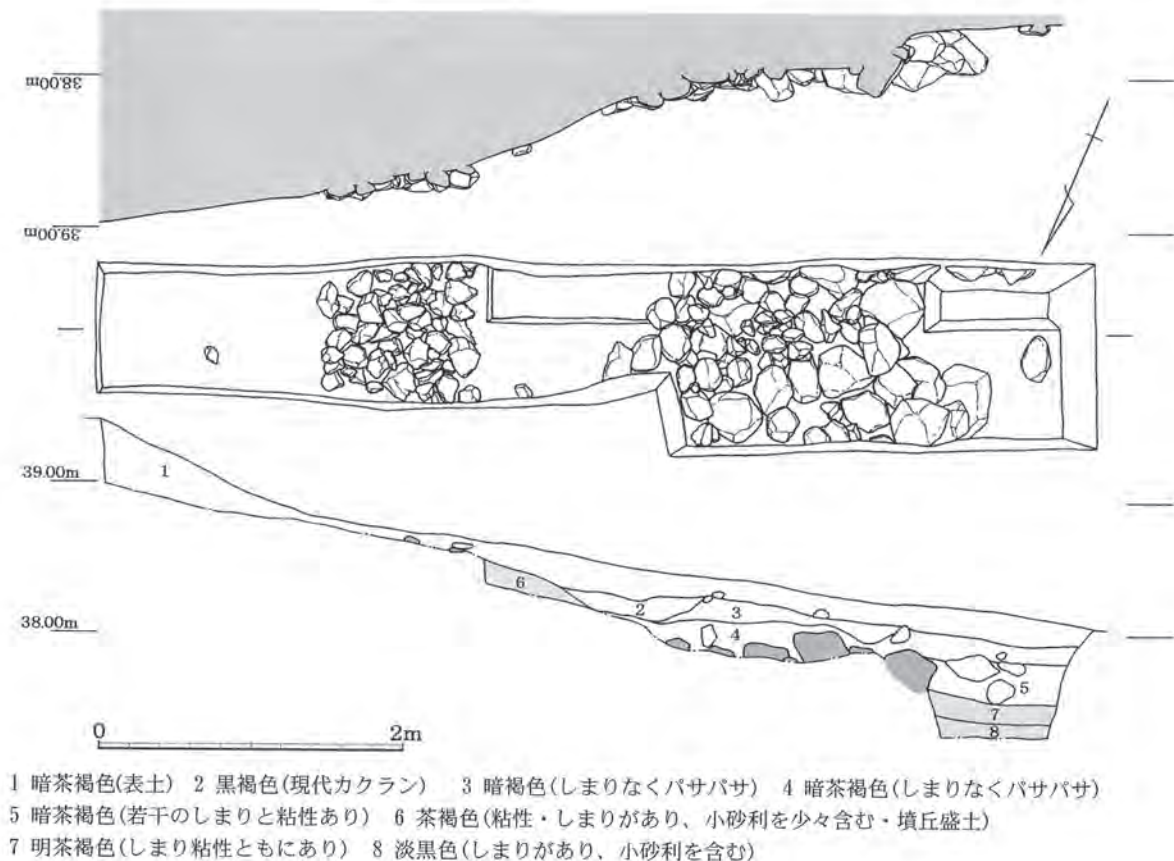 38.00m
39.00m
39.00m
1
6
2
3
4
38.00m
5
7
8
0 2m
1 暗茶褐色(表土) 2 黒褐色(現代カクラン) 3 暗褐色(しまりなくパサパサ) 4 暗茶褐色(しまりなくパサパサ)
5 暗茶褐色(若干のしまりと粘性あり) 6 茶褐色(粘性・しまりがあり、小砂利を少々含む・墳丘盛土)
7 明茶褐色(しまり粘性ともにあり) 8 淡黒色(しまりがあり、小砂利を含む)